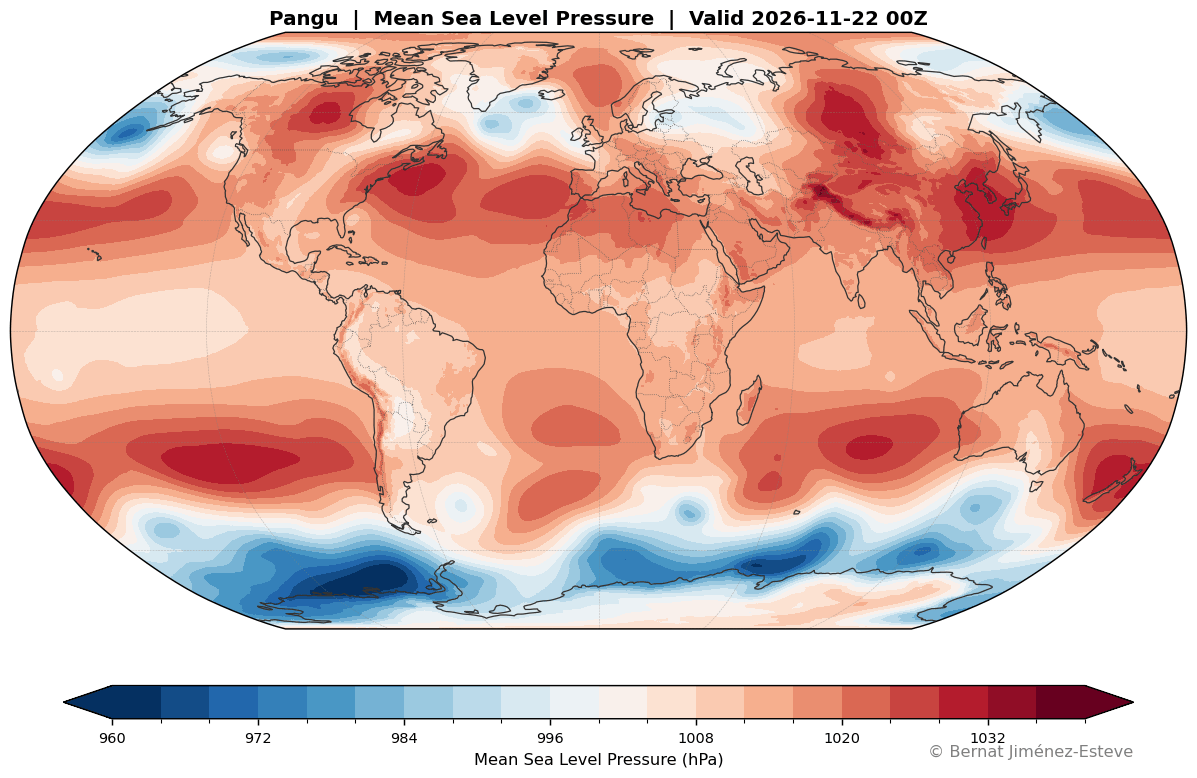 Pangu | Mean Sea Level Pressure | Valid 2026-11-22 00Z
960 972 984 996 1008 1020 1032
Mean Sea Level Pressure (hPa)
© Bernat Jiménez-Esteve